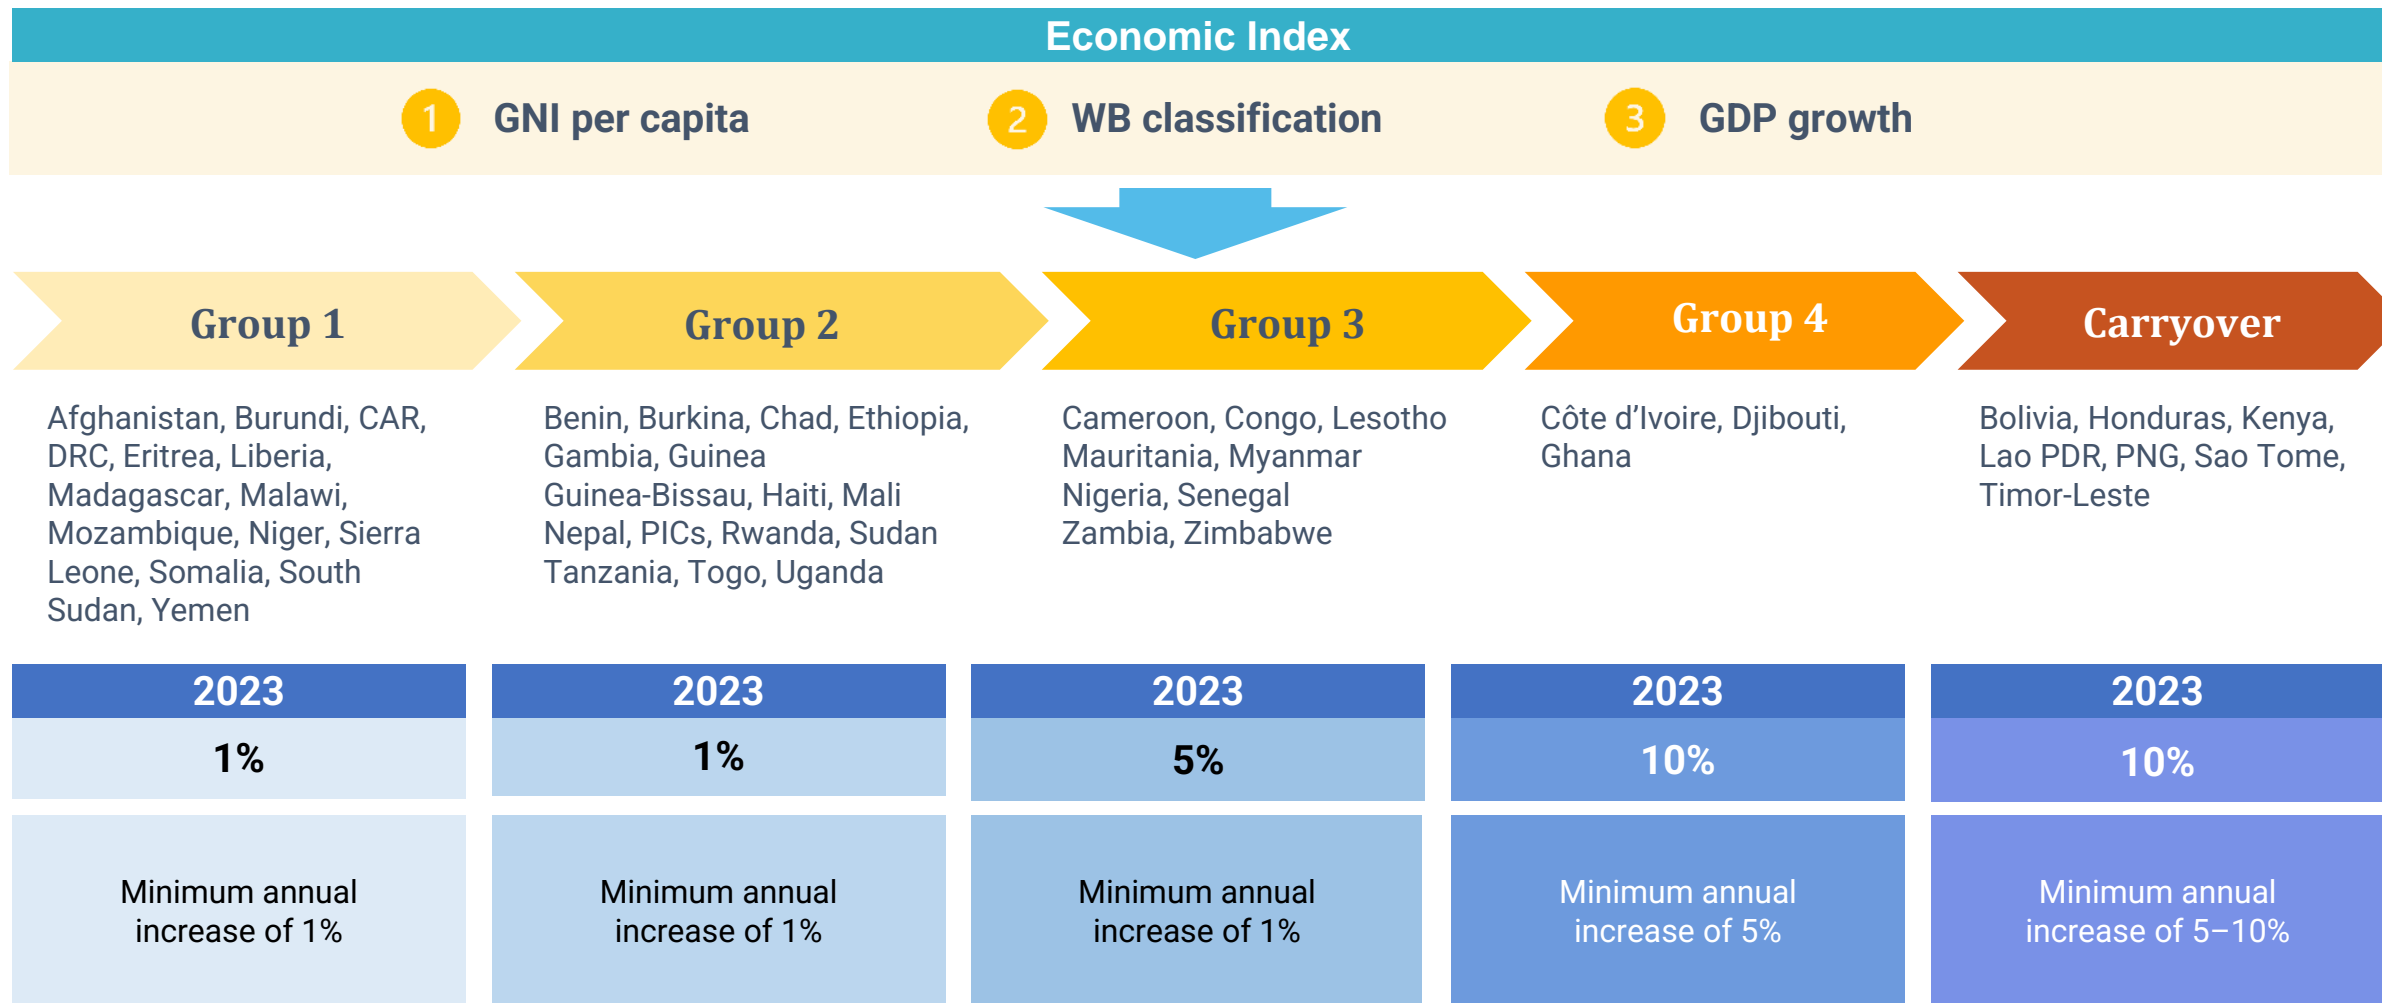 Economic Index
1 GNI per capita
2 WB classification
3 GDP growth
Group 1
Group 2
Group 3
Group 4
Carryover
Afghanistan, Burundi, CAR,
DRC, Eritrea, Liberia,
Madagascar, Malawi,
Mozambique, Niger, Sierra
Leone, Somalia, South
Sudan, Yemen
Benin, Burkina, Chad, Ethiopia,
Gambia, Guinea
Guinea-Bissau, Haiti, Mali
Nepal, PICs, Rwanda, Sudan
Tanzania, Togo, Uganda
Cameroon, Congo, Lesotho
Mauritania, Myanmar
Nigeria, Senegal
Zambia, Zimbabwe
Côte d’Ivoire, Djibouti,
Ghana
Bolivia, Honduras, Kenya,
Lao PDR, PNG, Sao Tome,
Timor-Leste
2023
1%
Minimum annual
increase of 1%
2023
1%
Minimum annual
increase of 1%
2023
5%
Minimum annual
increase of 1%
2023
10%
Minimum annual
increase of 5%
2023
10%
Minimum annual
increase of 5–10%